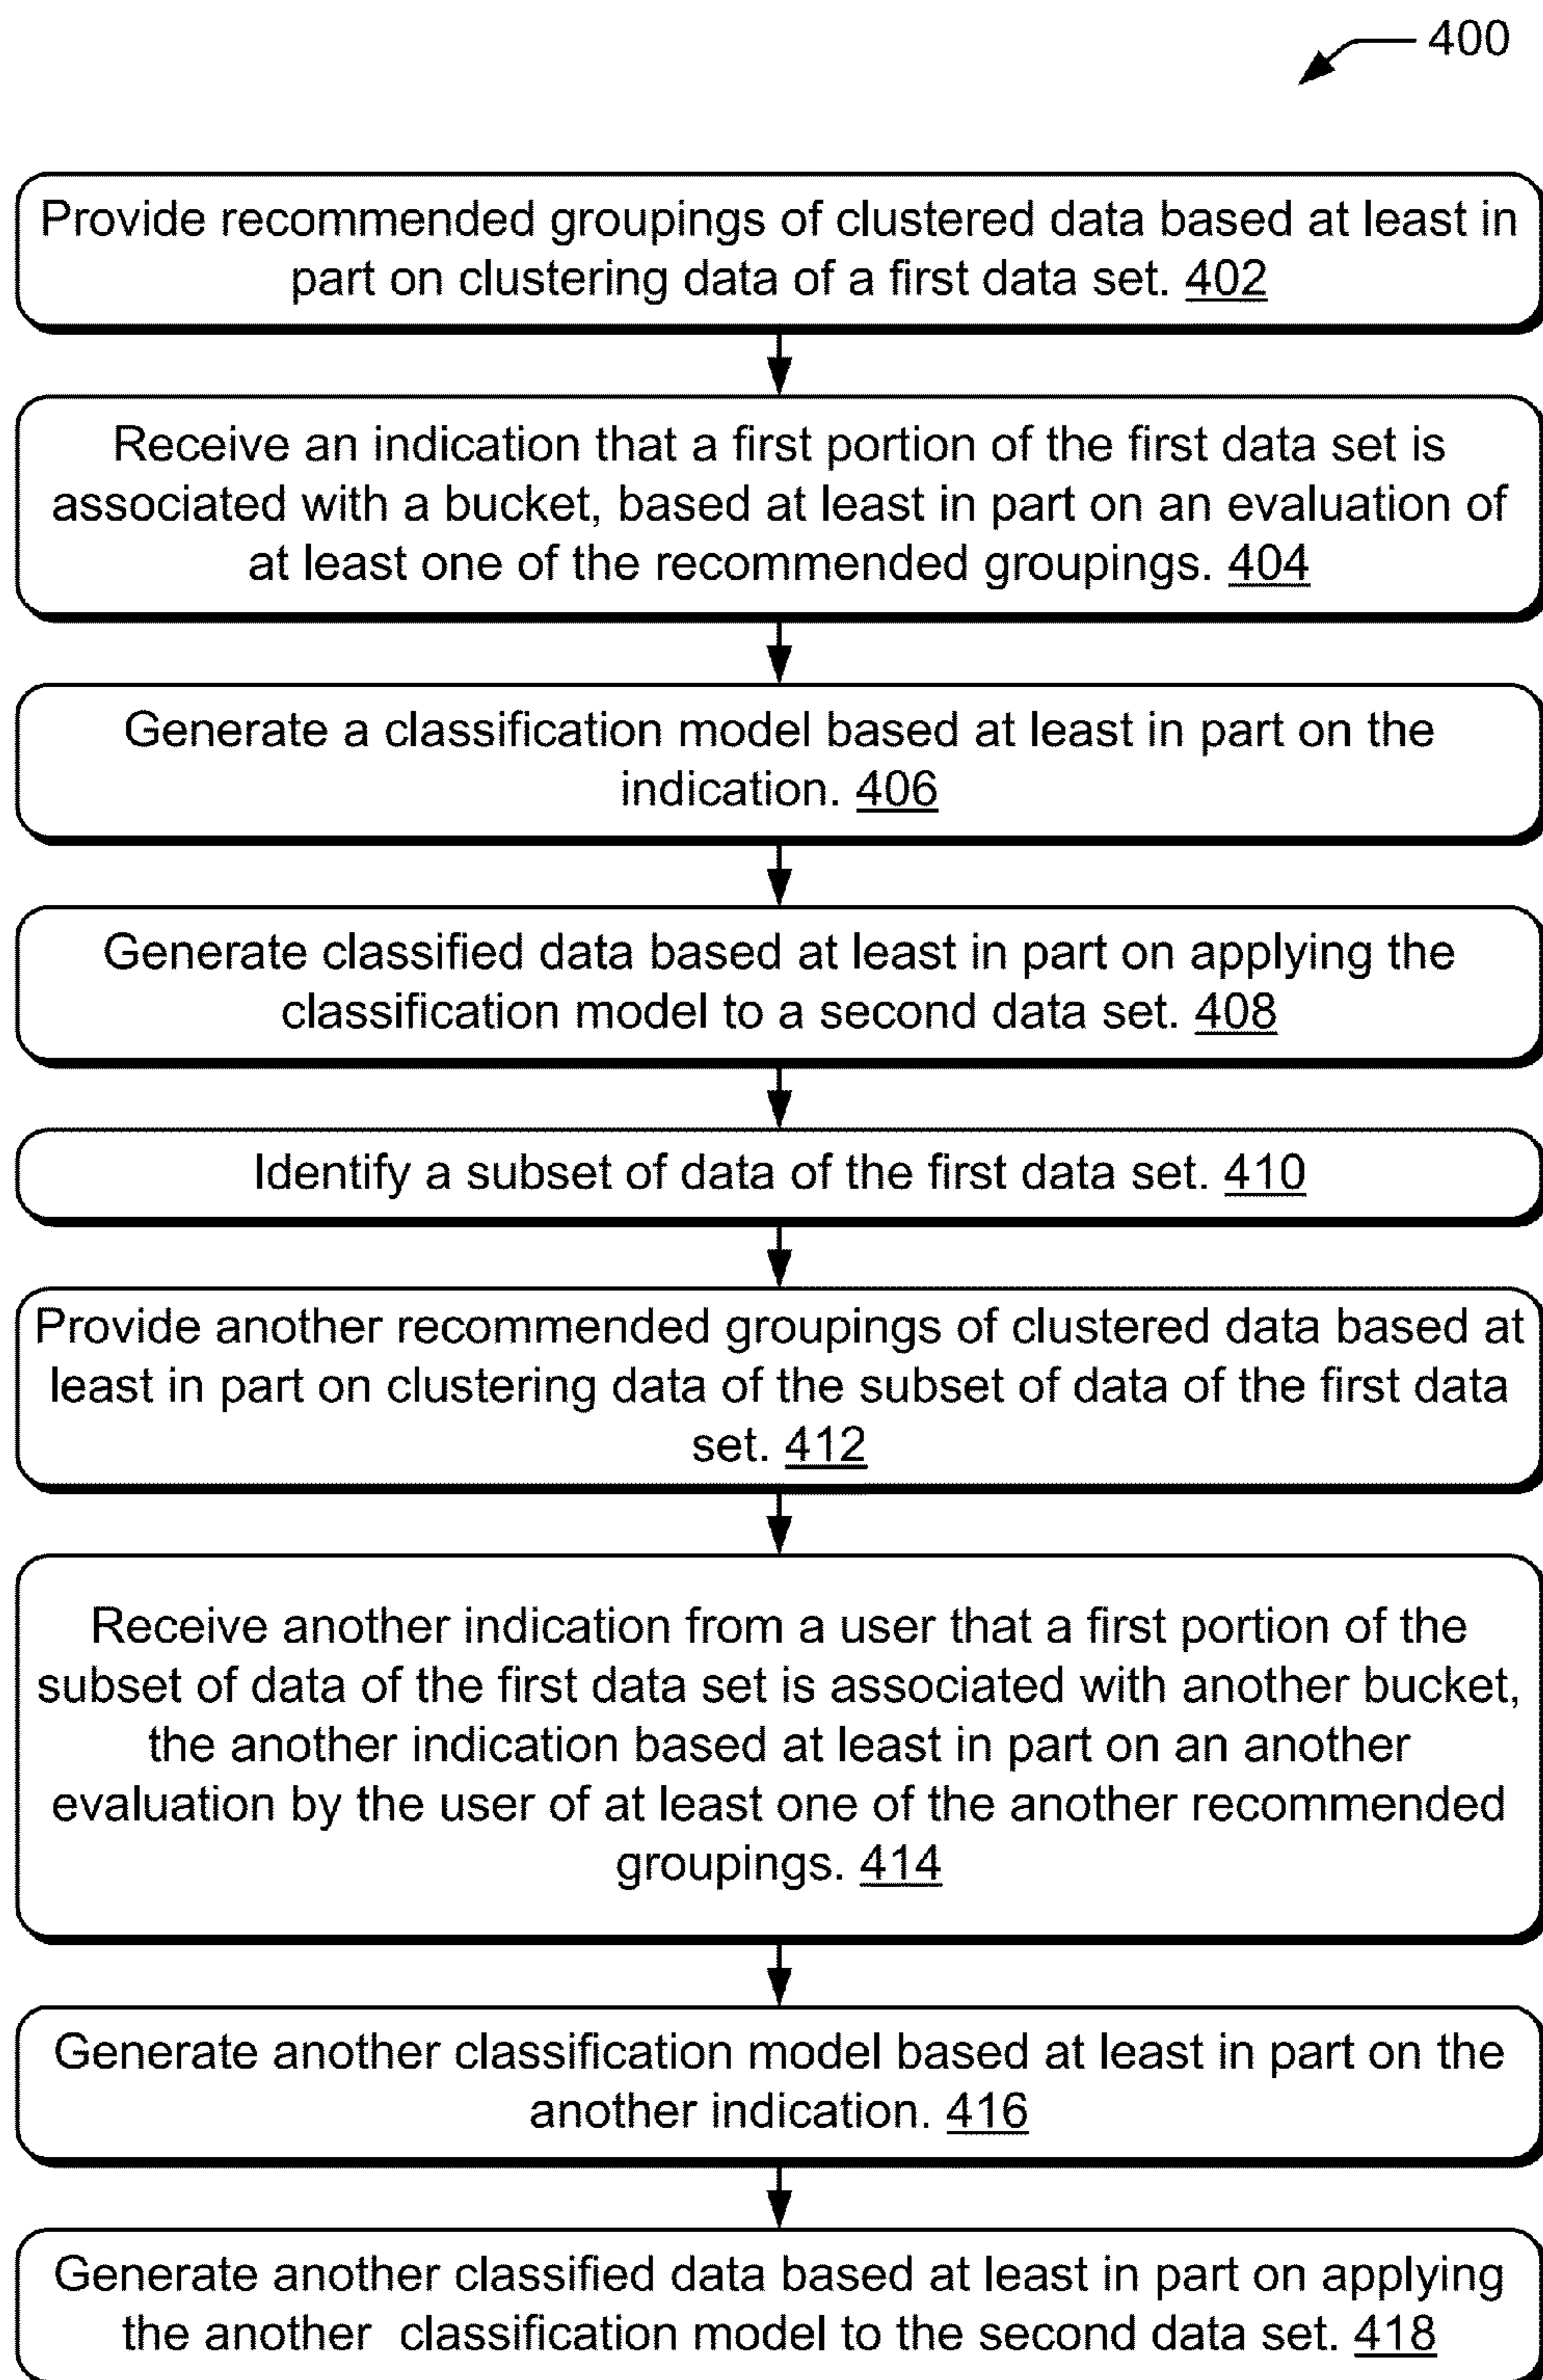 400
Provide recommended groupings of clustered data based at least in
part on clustering data of a first data set. 402
Receive an indication that a first portion of the first data set is
associated with a bucket, based at least in part on an evaluation of
at least one of the recommended groupings. 404
Generate a classification model based at least in part on the
indication. 406
Generate classified data based at least in part on applying the
classification model to a second data set. 408
Identify a subset of data of the first data set. 410
Provide another recommended groupings of clustered data based at
least in part on clustering data of the subset of data of the first data
set. 412
Receive another indication from a user that a first portion of the
subset of data of the first data set is associated with another bucket,
the another indication based at least in part on an another
evaluation by the user of at least one of the another recommended
groupings. 414
Generate another classification model based at least in part on the
another indication. 416
Generate another classified data based at least in part on applying
the another classification model to the second data set. 418